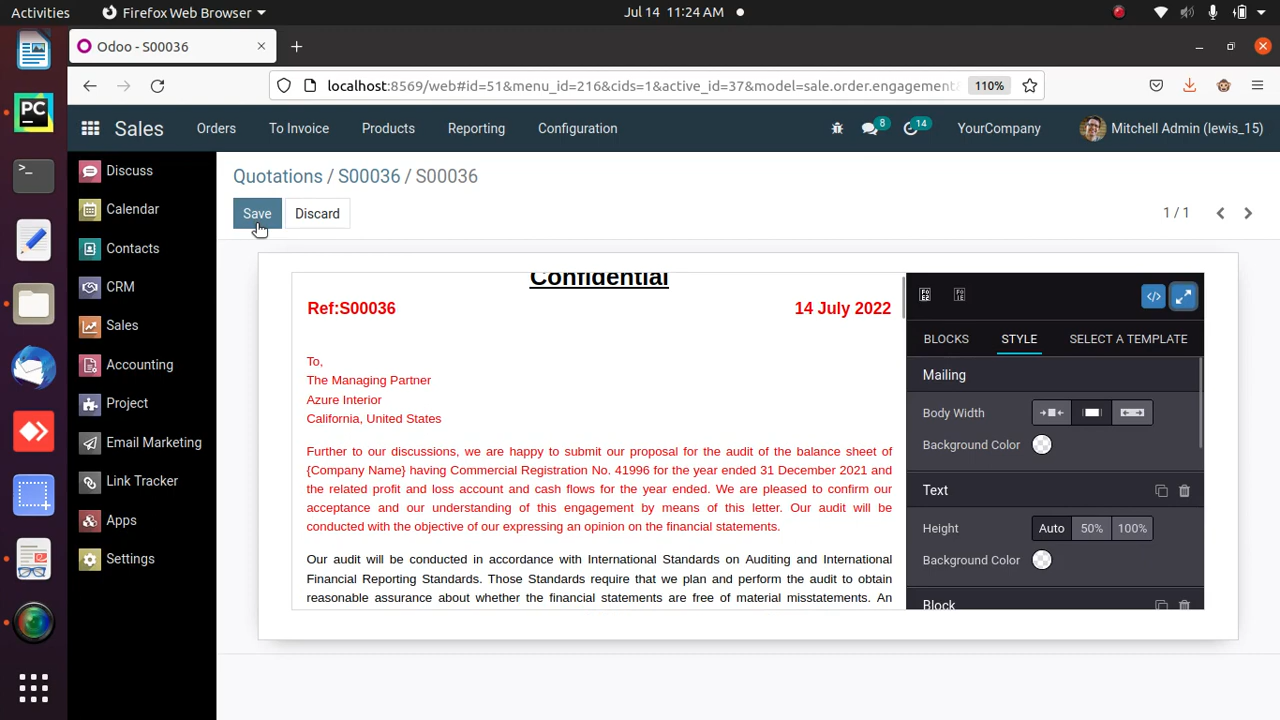 Activities
Firefox Web Browser
Jul 14 11:24 AM
Odoo - S00036
PC
localhost:8569/web#id=51&menu_id=216&cids=1&active_id=37&model=sale.order.engagement
110%
Sales
Orders
To Invoice
Products
Reporting
Configuration
8
14
YourCompany
Mitchell Admin (lewis_15)
Discuss
Calendar
Contacts
CRM
Sales
Accounting
Project
Email Marketing
Link Tracker
Apps
Settings
Quotations / S00036 / S00036
Save
Discard
1 / 1
Confidential
Ref:S00036
14 July 2022
To,
The Managing Partner
Azure Interior
California, United States
Further to our discussions, we are happy to submit our proposal for the audit of the balance sheet of
{Company Name} having Commercial Registration No. 41996 for the year ended 31 December 2021 and
the related profit and loss account and cash flows for the year ended. We are pleased to confirm our
acceptance and our understanding of this engagement by means of this letter. Our audit will be
conducted with the objective of our expressing an opinion on the financial statements.
Our audit will be conducted in accordance with International Standards on Auditing and International
Financial Reporting Standards. Those Standards require that we plan and perform the audit to obtain
reasonable assurance about whether the financial statements are free of material misstatements. An
BLOCKS
STYLE
SELECT A TEMPLATE
Mailing
Body Width
Background Color
Text
Height
Auto
50%
100%
Background Color
Block